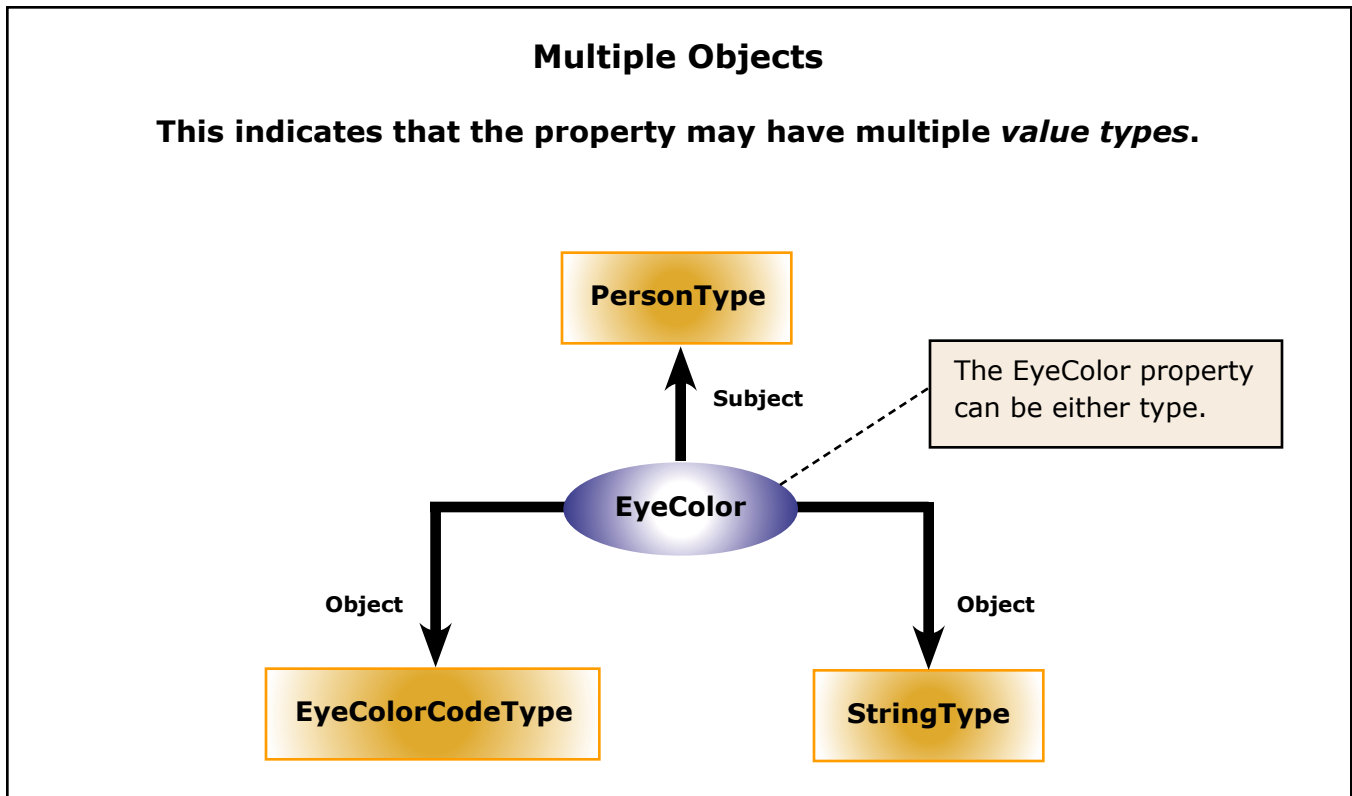 Multiple Objects
This indicates that the property may have multiple value types.
PersonType
The EyeColor property
can be either type.
Subject
EyeColor
Object
Object
EyeColorCodeType
StringType